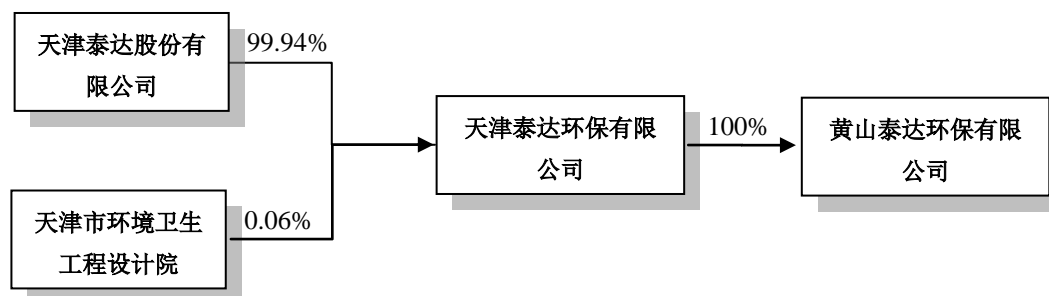 天津泰达股份有
限公司
99.94%
天津市环境卫生
工程设计院
0.06%
天津泰达环保有限
公司
100%
黄山泰达环保有限
公司